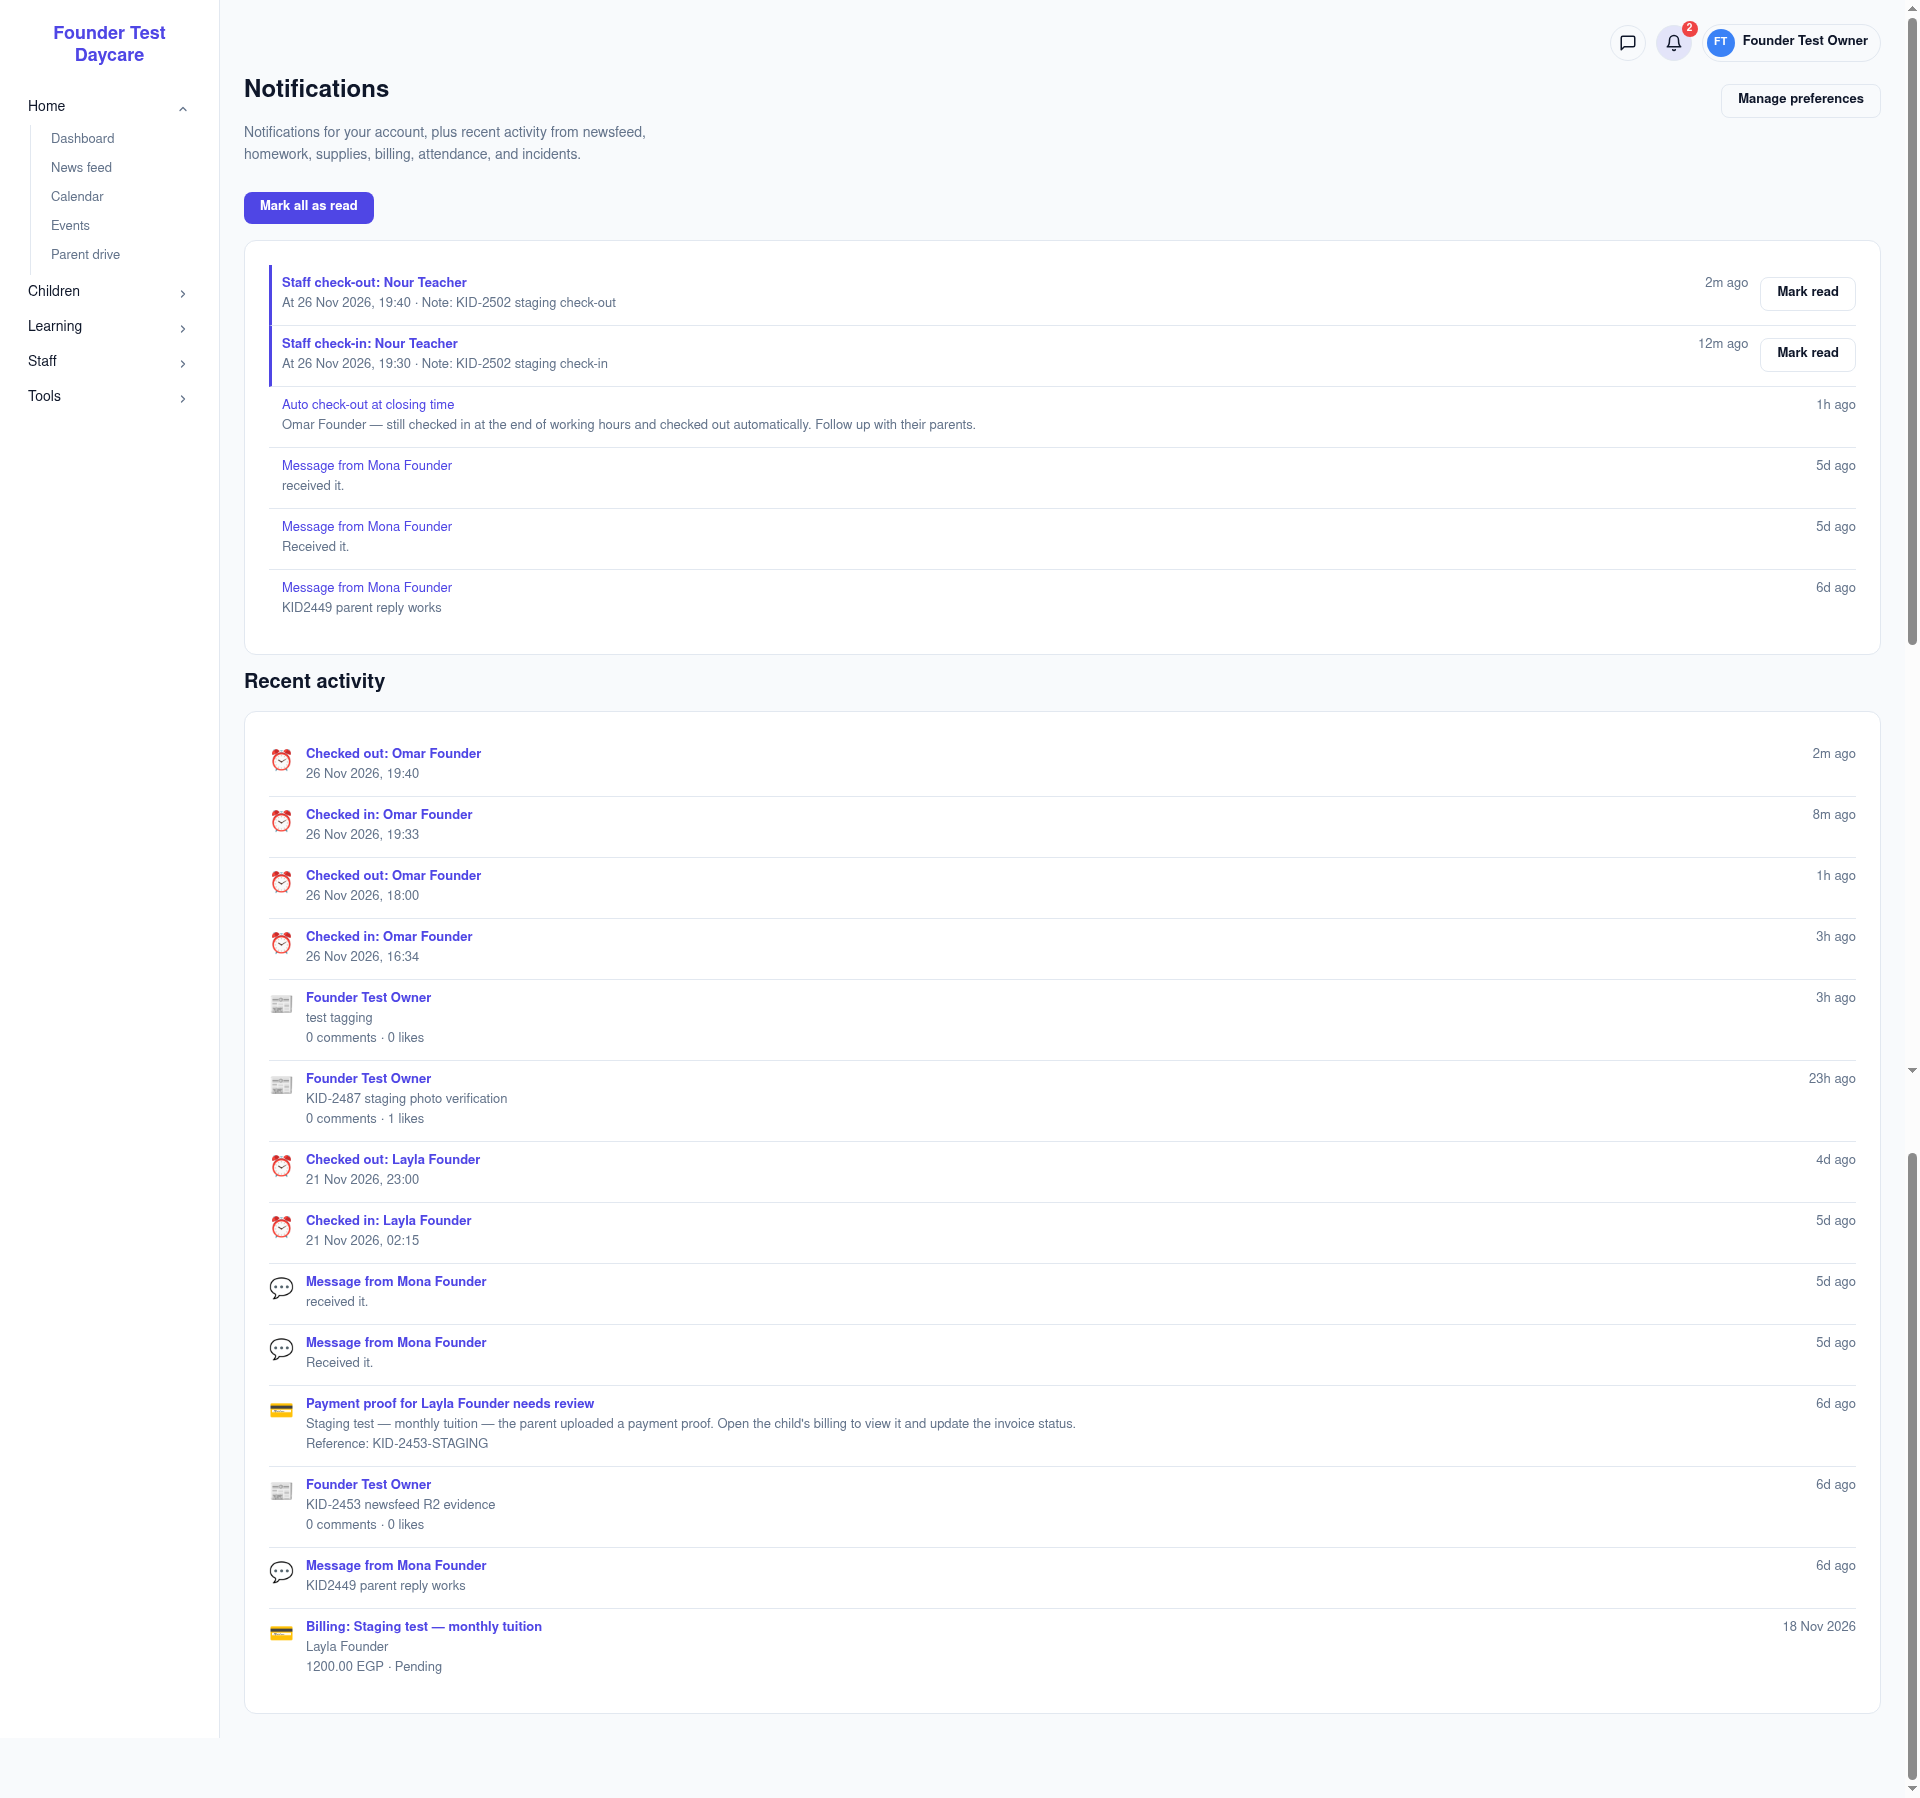 Founder Test
Daycare
Home
Dashboard
News feed
Calendar
Events
Parent drive
Children
Learning
Staff
Tools
2
FT
Founder Test Owner
Notifications
Manage preferences
Notifications for your account, plus recent activity from newsfeed,
homework, supplies, billing, attendance, and incidents.
Mark all as read
Staff check-out: Nour Teacher
2m ago
Mark read
At 26 Nov 2026, 19:40 · Note: KID-2502 staging check-out
Staff check-in: Nour Teacher
12m ago
Mark read
At 26 Nov 2026, 19:30 · Note: KID-2502 staging check-in
Auto check-out at closing time
1h ago
Omar Founder — still checked in at the end of working hours and checked out automatically. Follow up with their parents.
Message from Mona Founder
5d ago
received it.
Message from Mona Founder
5d ago
Received it.
Message from Mona Founder
6d ago
KID2449 parent reply works
Recent activity
Checked out: Omar Founder
2m ago
26 Nov 2026, 19:40
Checked in: Omar Founder
8m ago
26 Nov 2026, 19:33
Checked out: Omar Founder
1h ago
26 Nov 2026, 18:00
Checked in: Omar Founder
3h ago
26 Nov 2026, 16:34
Founder Test Owner
3h ago
test tagging
0 comments · 0 likes
Founder Test Owner
23h ago
KID-2487 staging photo verification
0 comments · 1 likes
Checked out: Layla Founder
4d ago
21 Nov 2026, 23:00
Checked in: Layla Founder
5d ago
21 Nov 2026, 02:15
Message from Mona Founder
5d ago
received it.
Message from Mona Founder
5d ago
Received it.
Payment proof for Layla Founder needs review
6d ago
Staging test — monthly tuition — the parent uploaded a payment proof. Open the child's billing to view it and update the invoice status.
Reference: KID-2453-STAGING
Founder Test Owner
6d ago
KID-2453 newsfeed R2 evidence
0 comments · 0 likes
Message from Mona Founder
6d ago
KID2449 parent reply works
Billing: Staging test — monthly tuition
18 Nov 2026
Layla Founder
1200.00 EGP · Pending